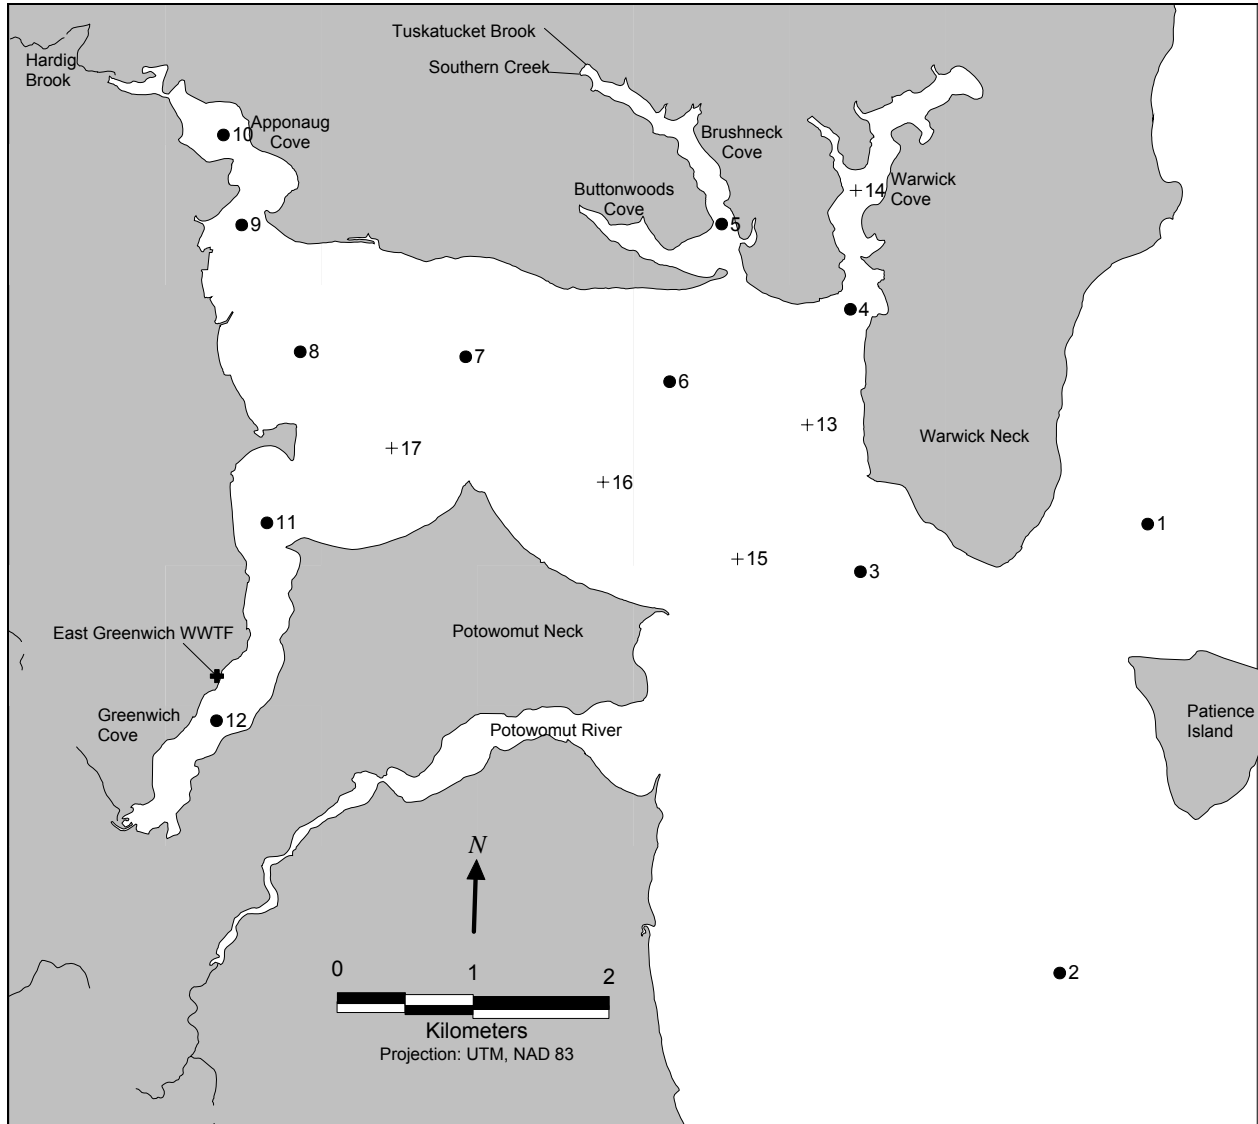 Tuskatucket Brook
Southern Creek
Hardig
Brook
10
Apponaug
Cove
Brushneck
Cove
Buttonwoods
Cove
14
Warwick
Cove
9
5
4
8
7
6
13
Warwick Neck
17
16
11
1
15
3
East Greenwich WWTF
Potowomut Neck
Greenwich
Cove
12
Potowomut River
Patience
Island
N
0
1
2
2
Kilometers
Projection: UTM, NAD 83